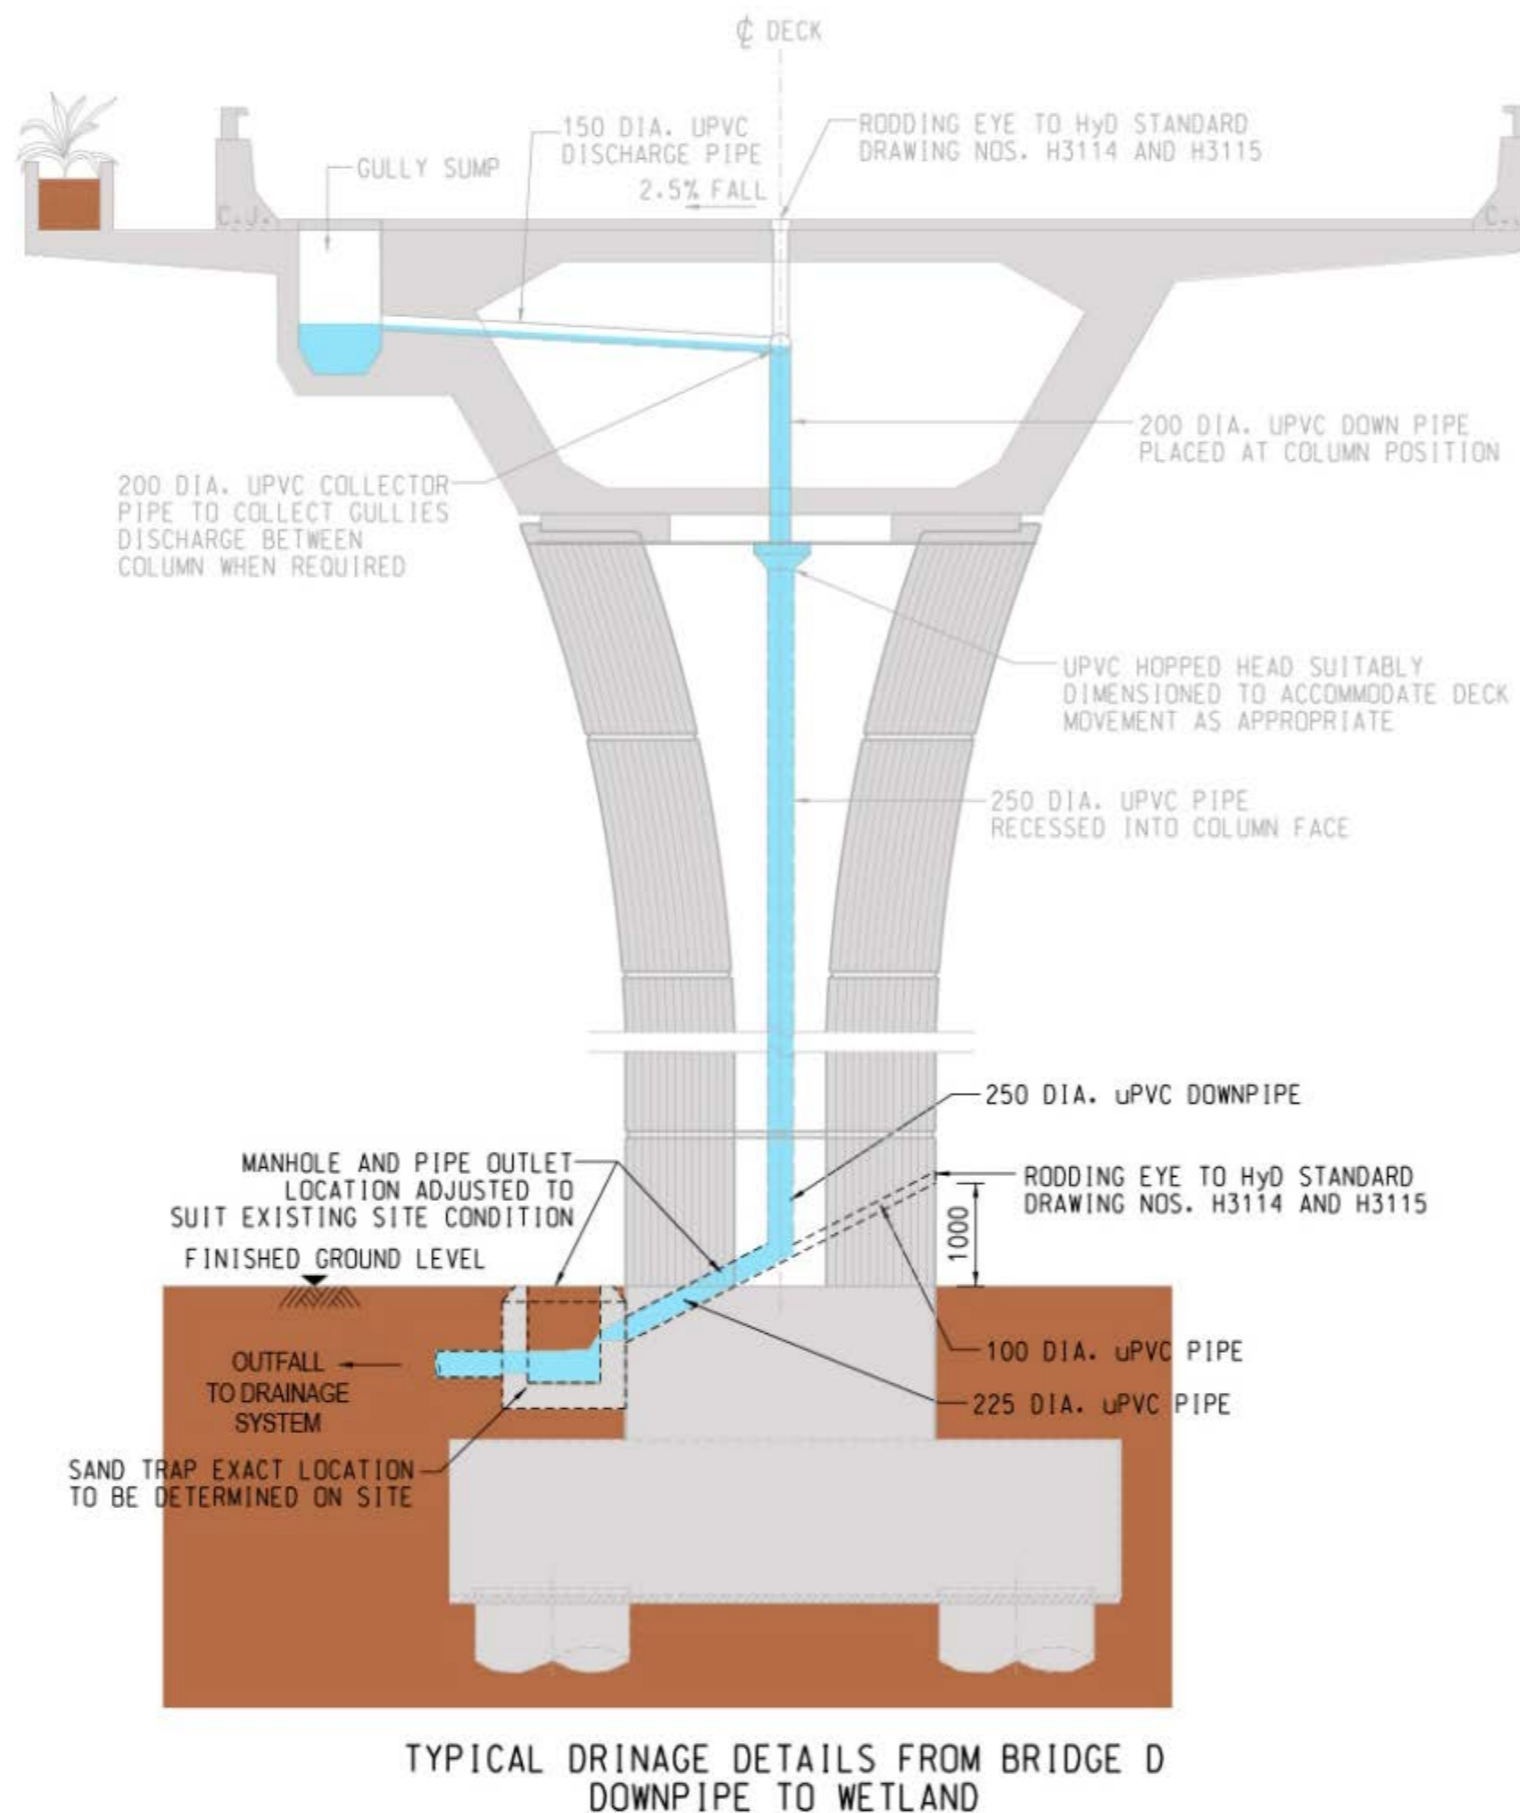 ℄ DECK
150 DIA. UPVC
DISCHARGE PIPE
RODDING EYE TO HyD STANDARD
DRAWING NOS. H3114 AND H3115
GULLY SUMP
2.5% FALL
C.J.
C.J
200 DIA. UPVC DOWN PIPE
PLACED AT COLUMN POSITION
200 DIA. UPVC COLLECTOR
PIPE TO COLLECT GULLIES
DISCHARGE BETWEEN
COLUMN WHEN REQUIRED
UPVC HOPPED HEAD SUITABLY
DIMENSIONED TO ACCOMMODATE DECK
MOVEMENT AS APPROPRIATE
250 DIA. UPVC PIPE
RECESSED INTO COLUMN FACE
250 DIA. uPVC DOWNPIPE
MANHOLE AND PIPE OUTLET
LOCATION ADJUSTED TO
SUIT EXISTING SITE CONDITION
RODDING EYE TO HyD STANDARD
DRAWING NOS. H3114 AND H3115
1000
FINISHED GROUND LEVEL
100 DIA. uPVC PIPE
225 DIA. uPVC PIPE
OUTFALL
TO DRAINAGE
SYSTEM
SAND TRAP EXACT LOCATION
TO BE DETERMINED ON SITE
TYPICAL DRINAGE DETAILS FROM BRIDGE D
DOWNPIPE TO WETLAND